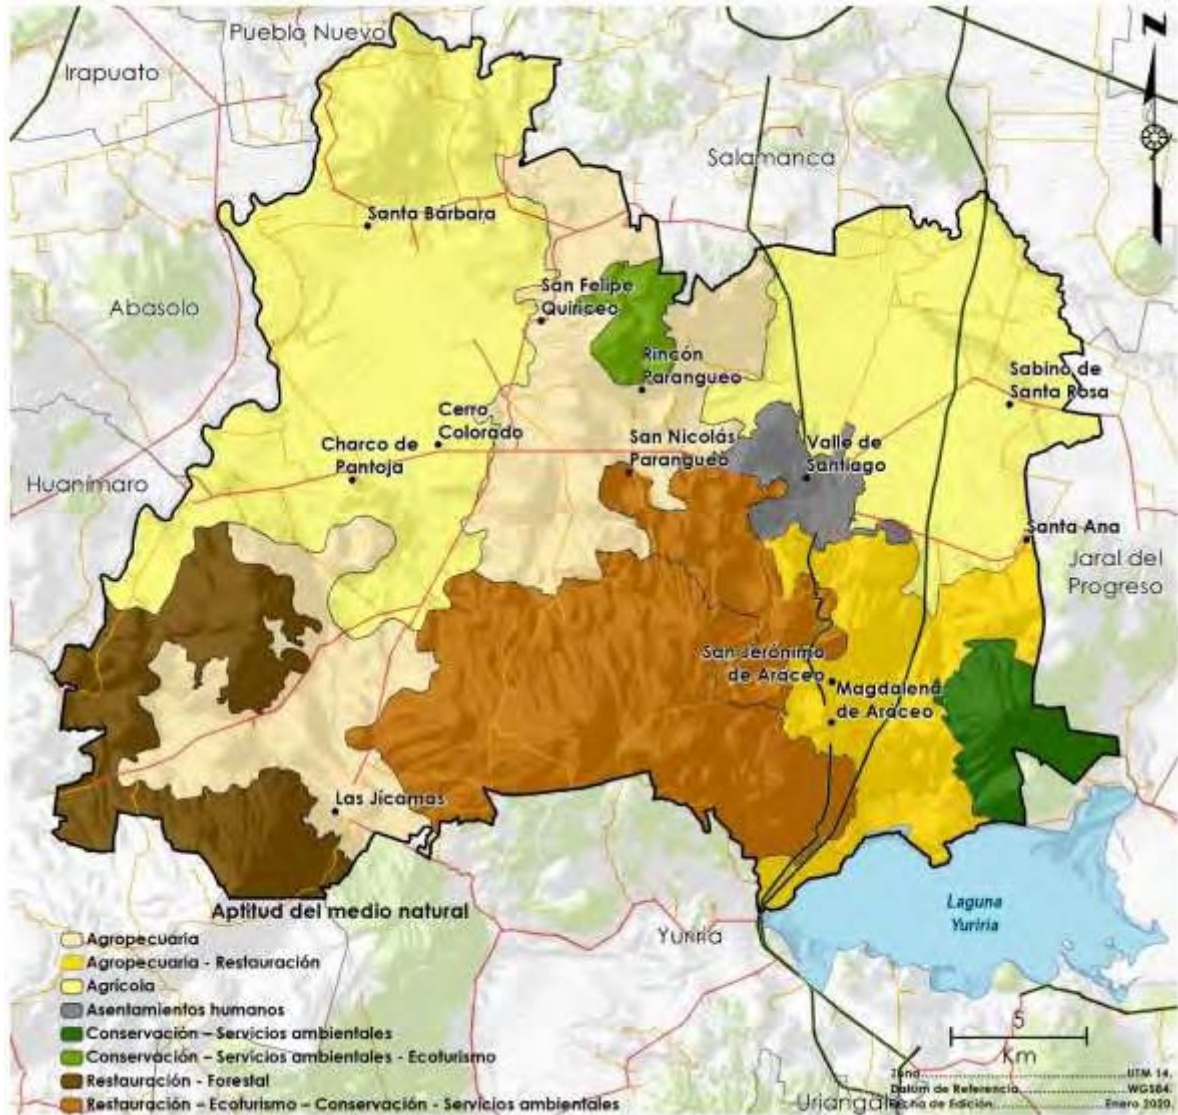 Pueblo Nuevo
Irapuato
Salamanca
Santa Bárbara
Abasolo
San Felipe
Quiriceo
Rincón
Parangueo
Sabino de
Santa Rosa
Cerro
Colorado
Charco de
Pantoja
San Nicolás
Parangueo
Valle de
Santiago
Huanímaro
Santa Ana
Jaral del
Progreso
San Jerónimo
de Aráceo
Magdalena
de Aráceo
Las Jícamas
Aptitud del medio natural
Agropecuaria
Agropecuaria - Restauración
Agrícola
Asentamientos humanos
Conservación – Servicios ambientales
Conservación – Servicios ambientales - Ecoturismo
Restauración - Forestal
Restauración – Ecoturismo – Conservación - Servicios ambientales
Laguna
Yuriria
Yuriria
5
Km
Zona UTM 14.
Datum de Referencia WGS84.
Fecha de Edición Enero 2020.